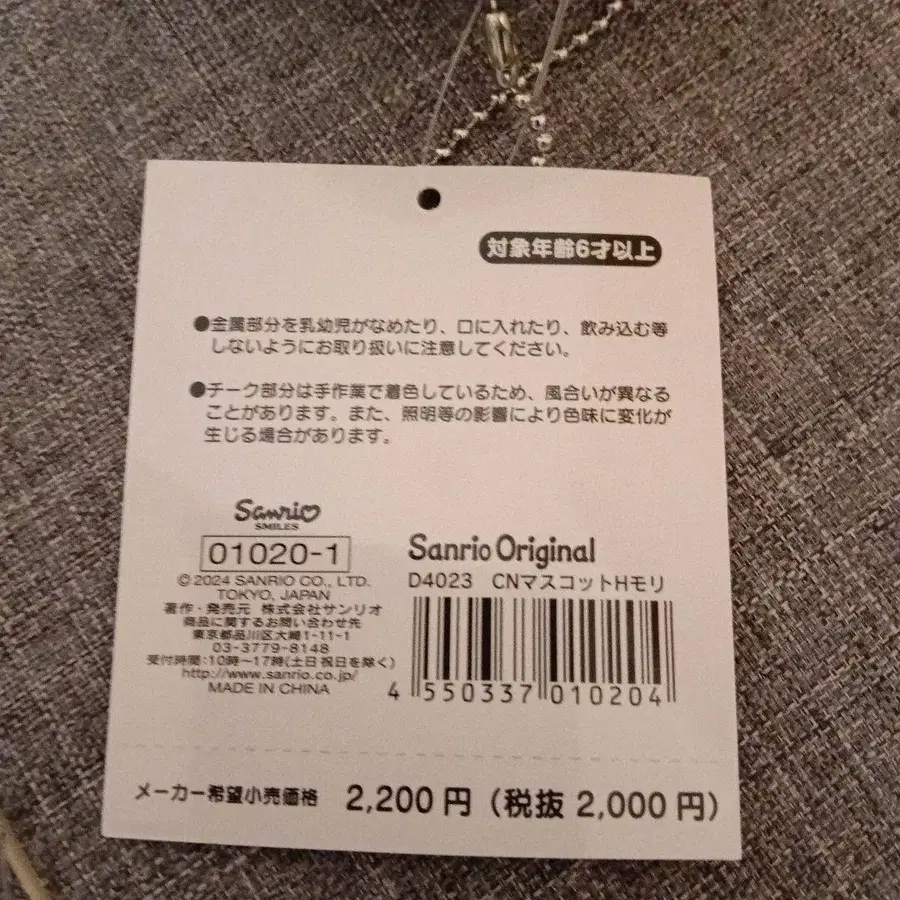 対象年齢6才以上
●金属部分を乳幼児がなめたり、口に入れたり、飲み込む等
しないようにお取り扱いに注意してください。
●チーク部分は手作業で着色しているため、風合いが異なる
ことがあります。また、照明等の影響により色味に変化が
生じる場合があります。
Sanrio
SMILES
01020-1
© 2024 SANRIO CO., LTD.
TOKYO, JAPAN
著作・発売元 株式会社サンリオ
商品に関するお問い合わせ先
東京都品川区大崎1-11-1
03-3779-8148
受付時間:10時〜17時(土日祝日を除く)
http://www.sanrio.co.jp/
MADE IN CHINA
Sanrio Original
D4023 CNマスコットHモリ
4 550337 010204
メーカー希望小売価格 2,200 円 (税抜 2,000 円)